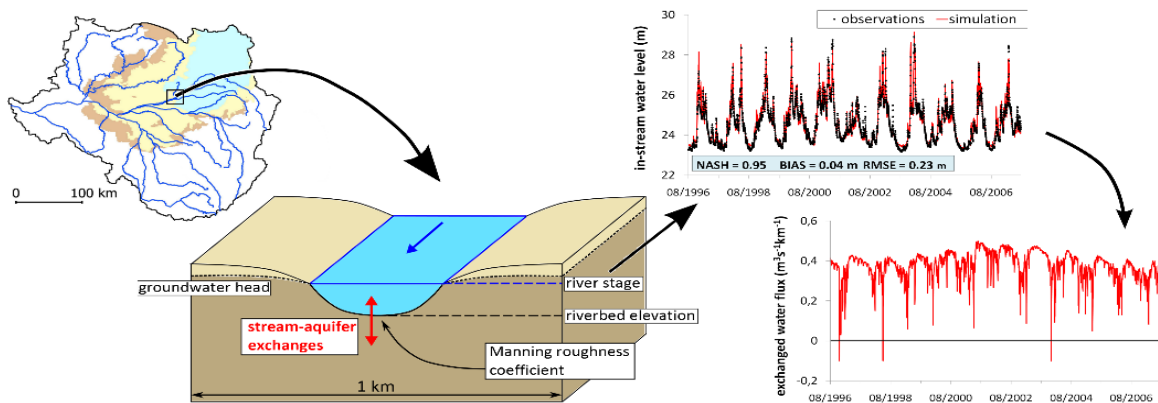 0 100 km
groundwater head
stream-aquifer
exchanges
river stage
riverbed elevation
Manning roughness
coefficient
1 km
observations simulation
in-stream water level (m)
30
28
26
24
22
NASH = 0.95 BIAS = 0.04 m RMSE = 0.23 m
08/1996 08/1998 08/2000 08/2002 08/2004 08/2006
exchanged water flux (m³s⁻¹km⁻¹)
0,6
0,4
0,2
0
-0,2
08/1996 08/1998 08/2000 08/2002 08/2004 08/2006